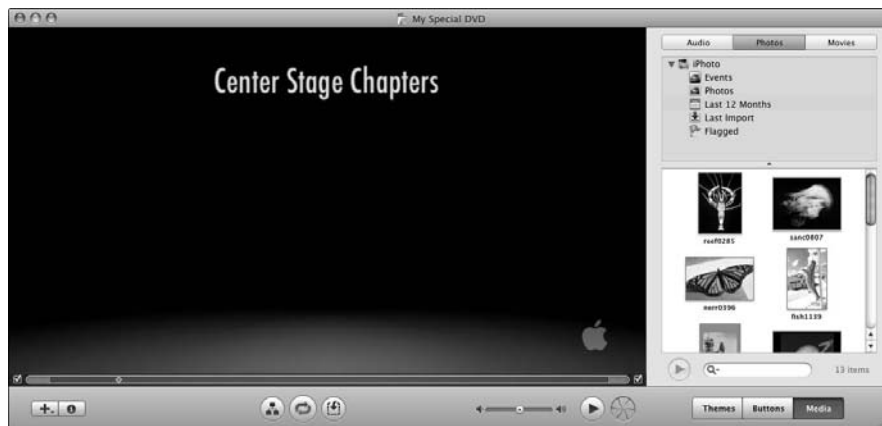 My Special DVD
Center Stage Chapters
Audio
Photos
Movies
iPhoto
Events
Photos
Last 12 Months
Last Import
Flagged
reef0285
sanc0807
nerr0396
fish1139
13 items
Themes
Buttons
Media